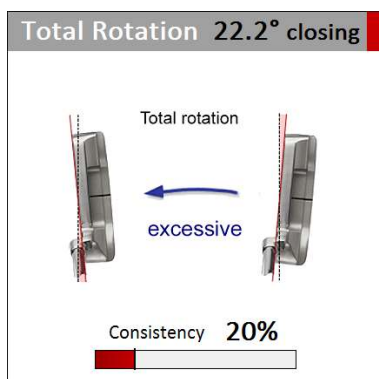 Total Rotation 22.2° closing
Total rotation
excessive
Consistency 20%